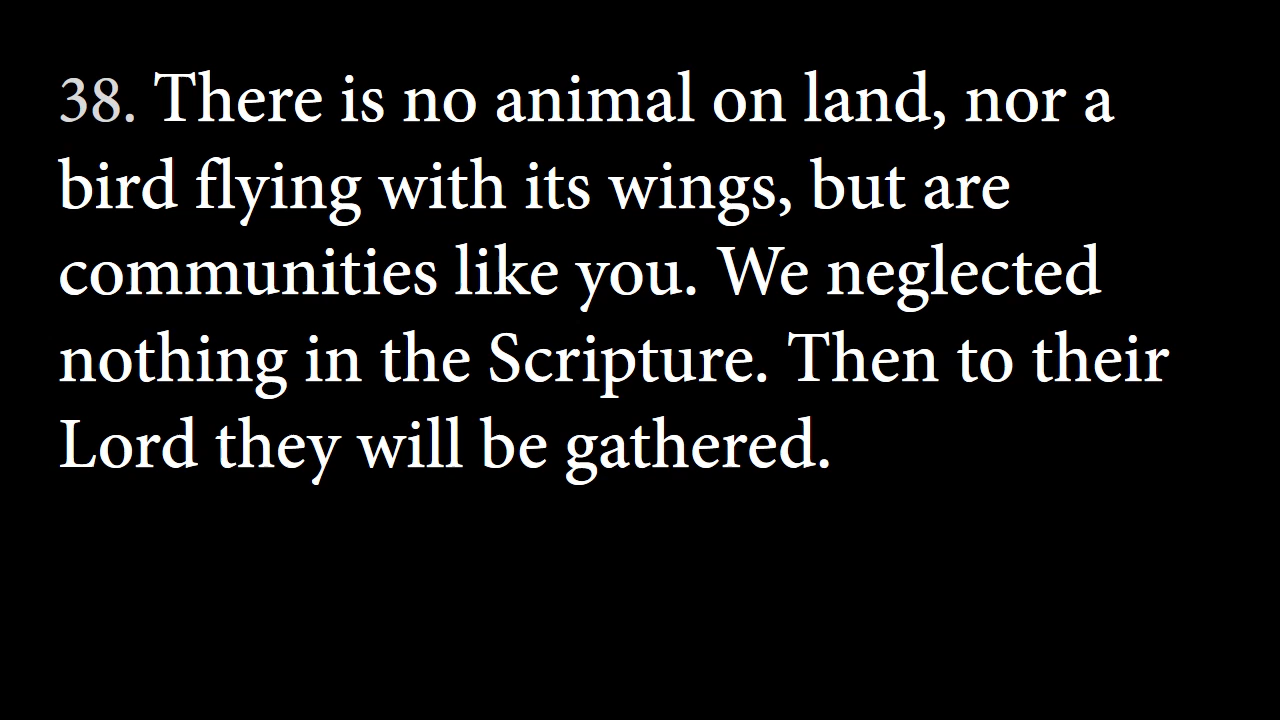 38. There is no animal on land, nor a
bird flying with its wings, but are
communities like you. We neglected
nothing in the Scripture. Then to their
Lord they will be gathered.